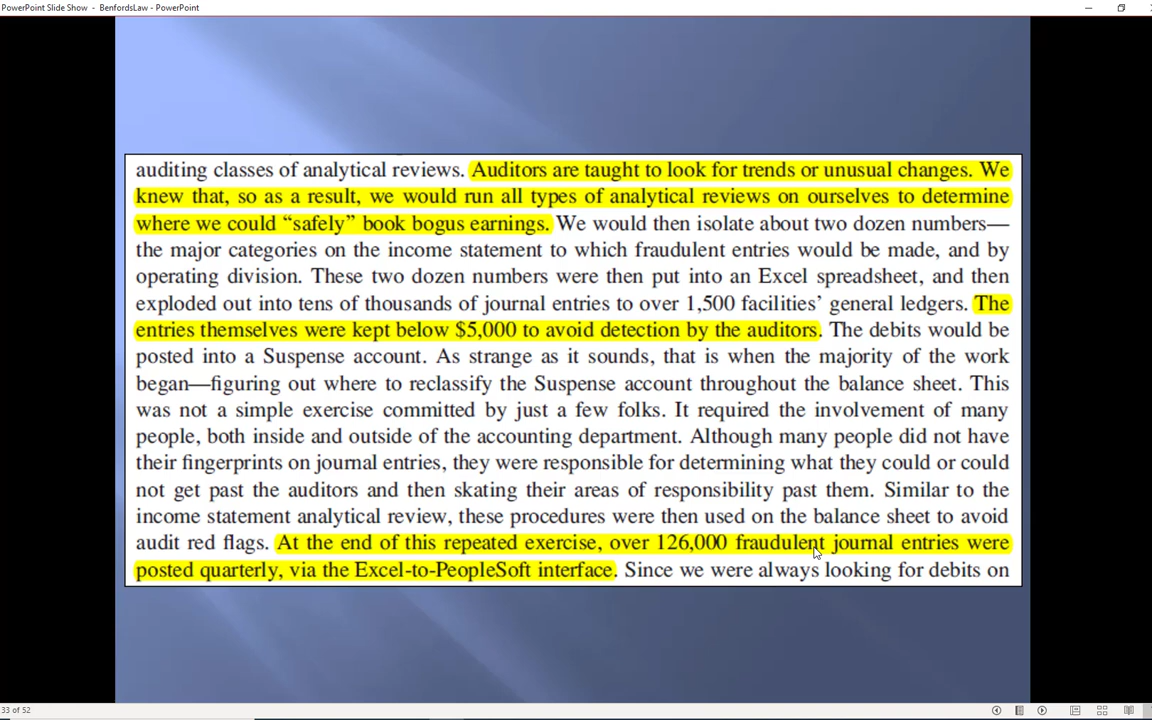 PowerPoint Slide Show - BenfordsLaw - PowerPoint
auditing classes of analytical reviews. Auditors are taught to look for trends or unusual changes. We
knew that, so as a result, we would run all types of analytical reviews on ourselves to determine
where we could “safely” book bogus earnings. We would then isolate about two dozen numbers—
the major categories on the income statement to which fraudulent entries would be made, and by
operating division. These two dozen numbers were then put into an Excel spreadsheet, and then
exploded out into tens of thousands of journal entries to over 1,500 facilities’ general ledgers. The
entries themselves were kept below $5,000 to avoid detection by the auditors. The debits would be
posted into a Suspense account. As strange as it sounds, that is when the majority of the work
began—figuring out where to reclassify the Suspense account throughout the balance sheet. This
was not a simple exercise committed by just a few folks. It required the involvement of many
people, both inside and outside of the accounting department. Although many people did not have
their fingerprints on journal entries, they were responsible for determining what they could or could
not get past the auditors and then skating their areas of responsibility past them. Similar to the
income statement analytical review, these procedures were then used on the balance sheet to avoid
audit red flags. At the end of this repeated exercise, over 126,000 fraudulent journal entries were
posted quarterly, via the Excel-to-PeopleSoft interface. Since we were always looking for debits on
33 of 52